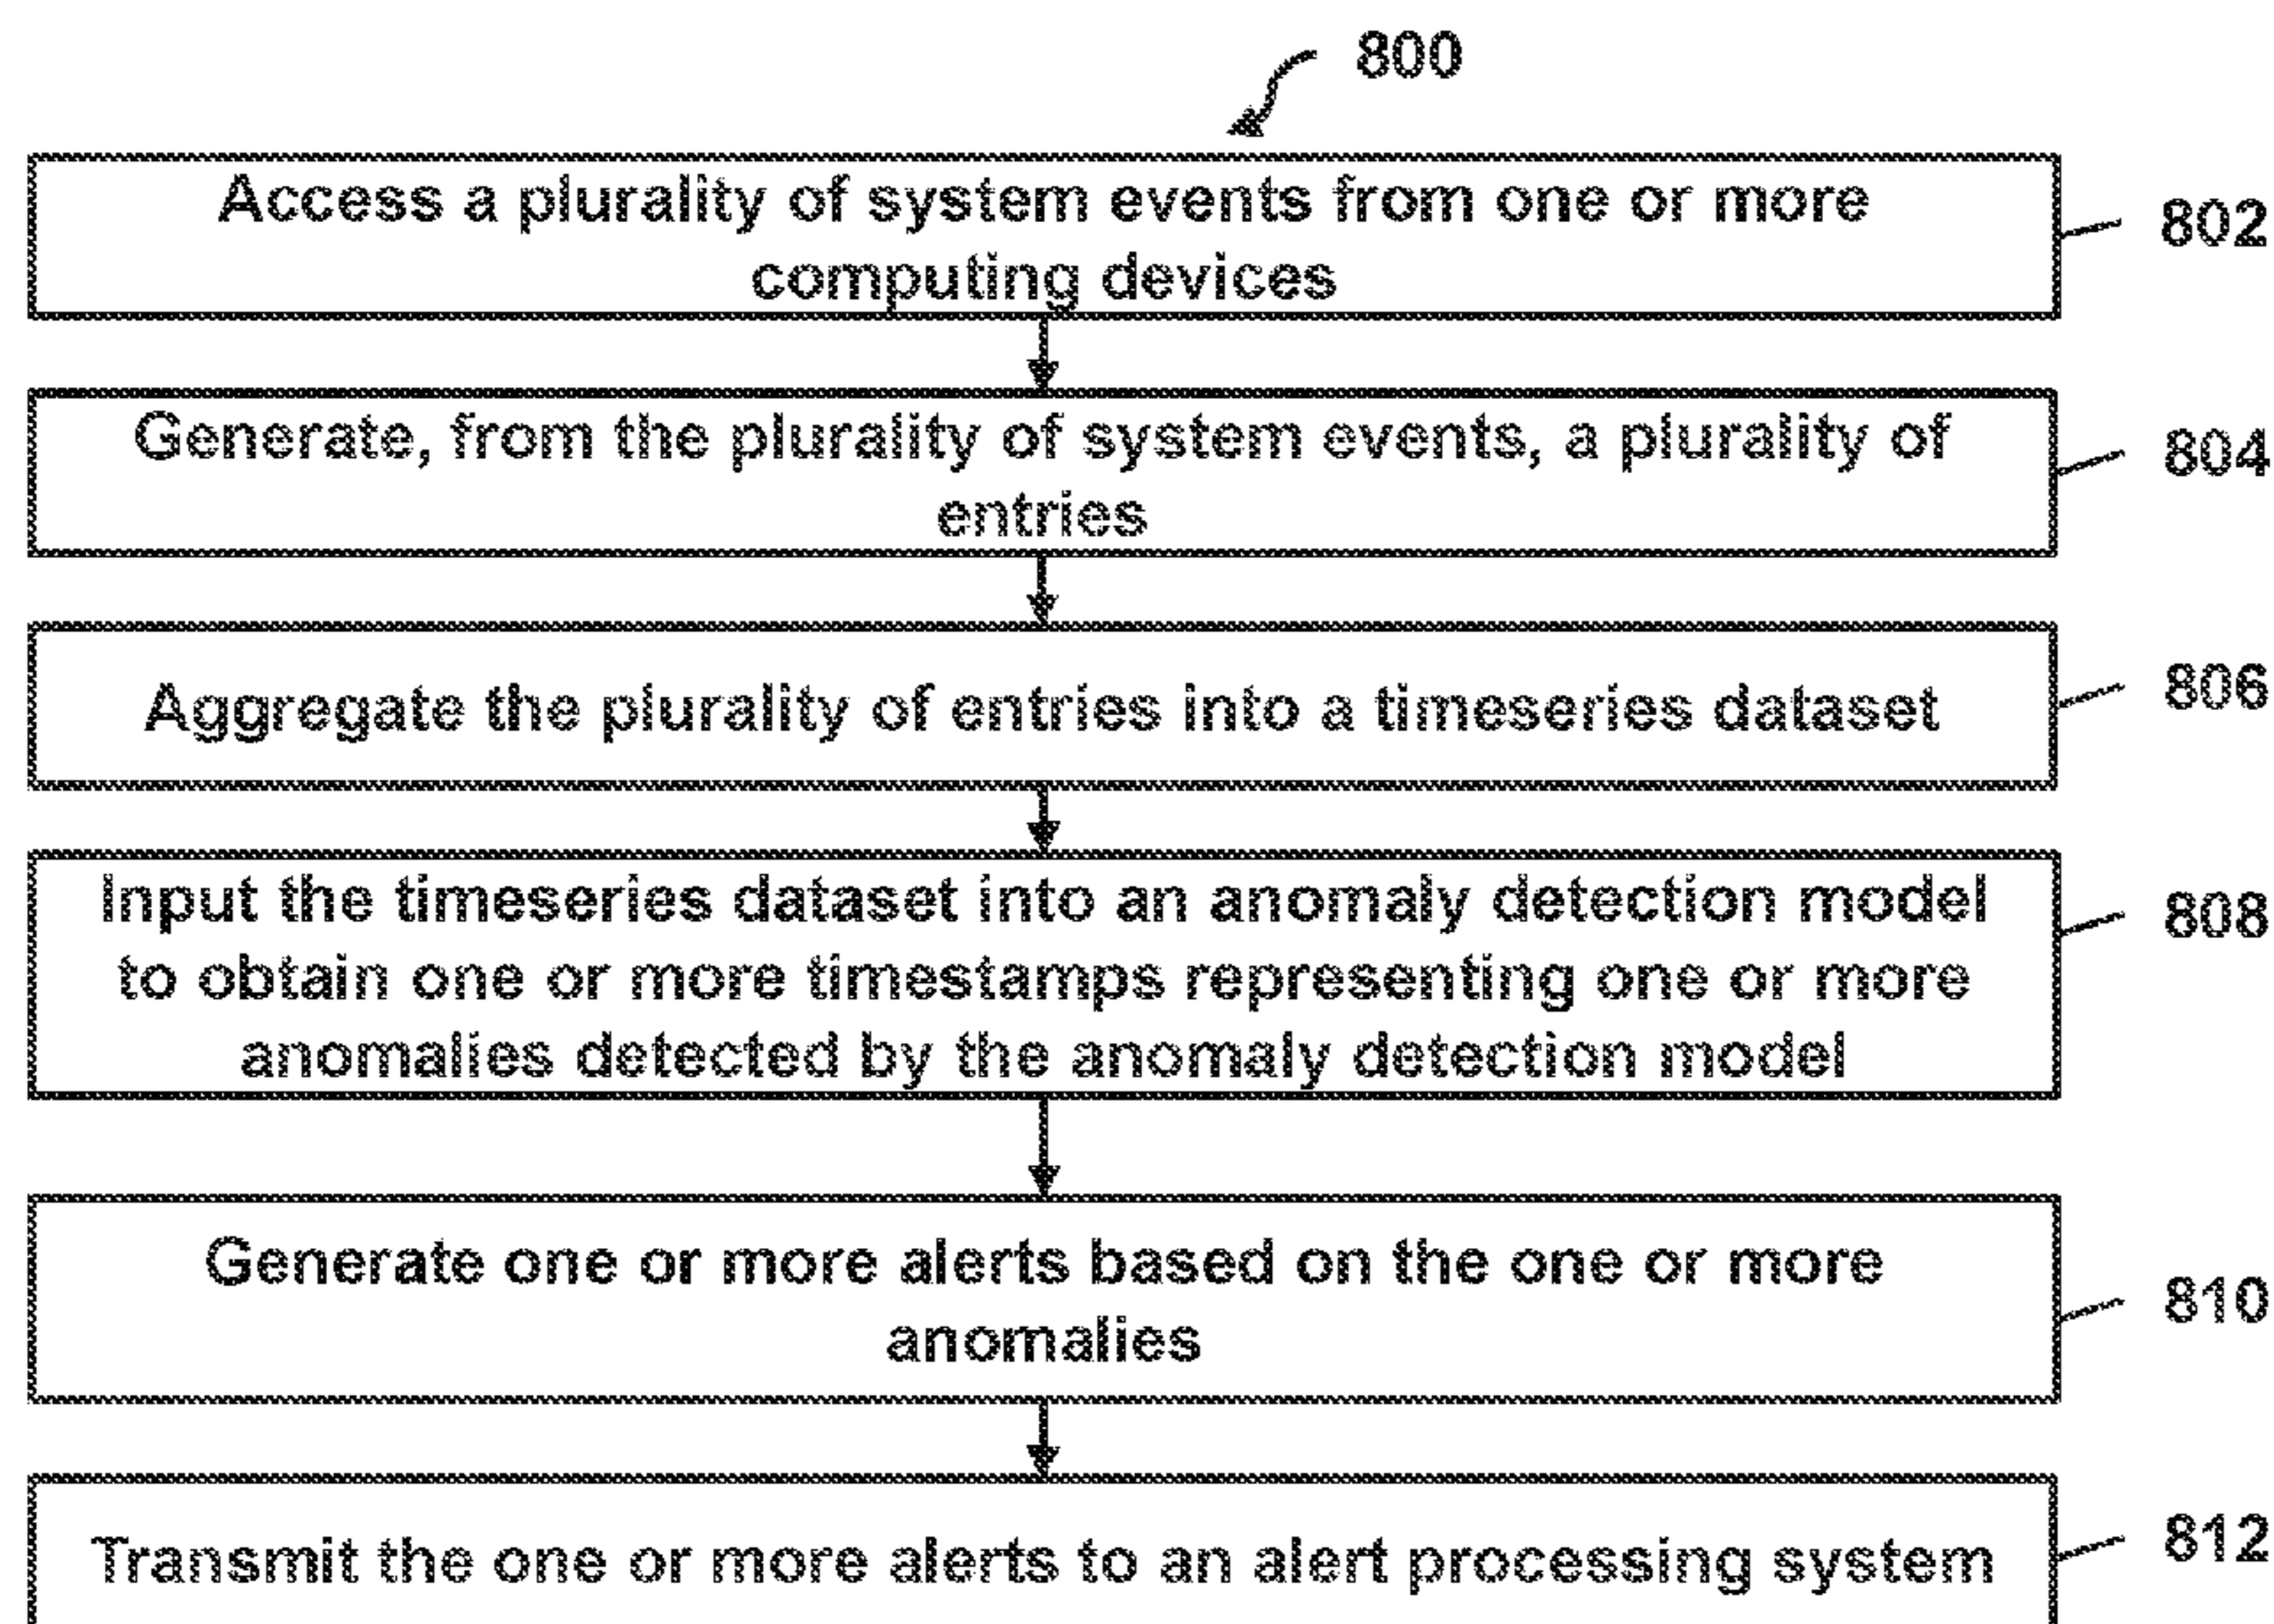 800
Access a plurality of system events from one or more
computing devices
802
Generate, from the plurality of system events, a plurality of
entries
804
Aggregate the plurality of entries into a timeseries dataset
806
Input the timeseries dataset into an anomaly detection model
to obtain one or more timestamps representing one or more
anomalies detected by the anomaly detection model
808
Generate one or more alerts based on the one or more
anomalies
810
Transmit the one or more alerts to an alert processing system
812